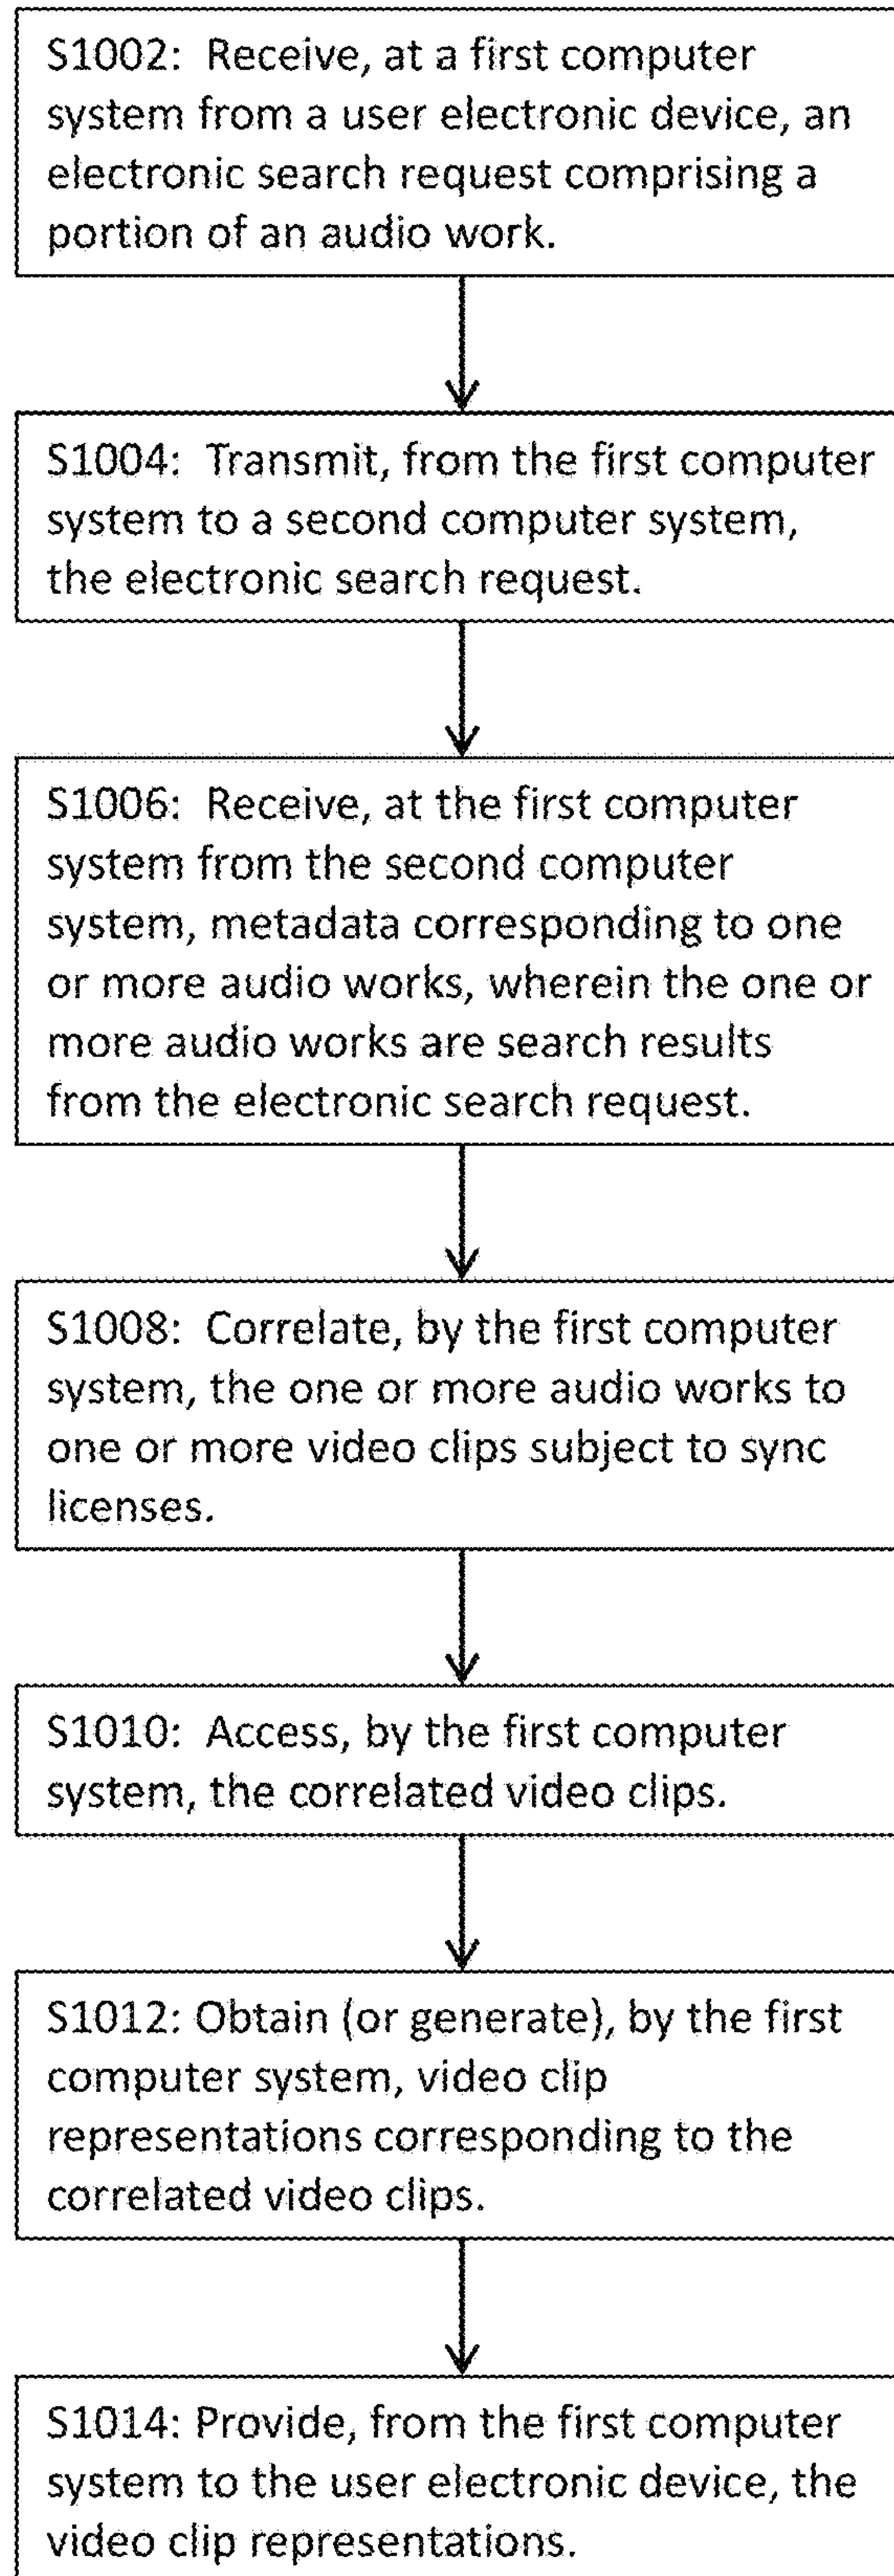 S1002: Receive, at a first computer
system from a user electronic device, an
electronic search request comprising a
portion of an audio work.
S1004: Transmit, from the first computer
system to a second computer system,
the electronic search request.
S1006: Receive, at the first computer
system from the second computer
system, metadata corresponding to one
or more audio works, wherein the one or
more audio works are search results
from the electronic search request.
S1008: Correlate, by the first computer
system, the one or more audio works to
one or more video clips subject to sync
licenses.
S1010: Access, by the first computer
system, the correlated video clips.
S1012: Obtain (or generate), by the first
computer system, video clip
representations corresponding to the
correlated video clips.
S1014: Provide, from the first computer
system to the user electronic device, the
video clip representations.